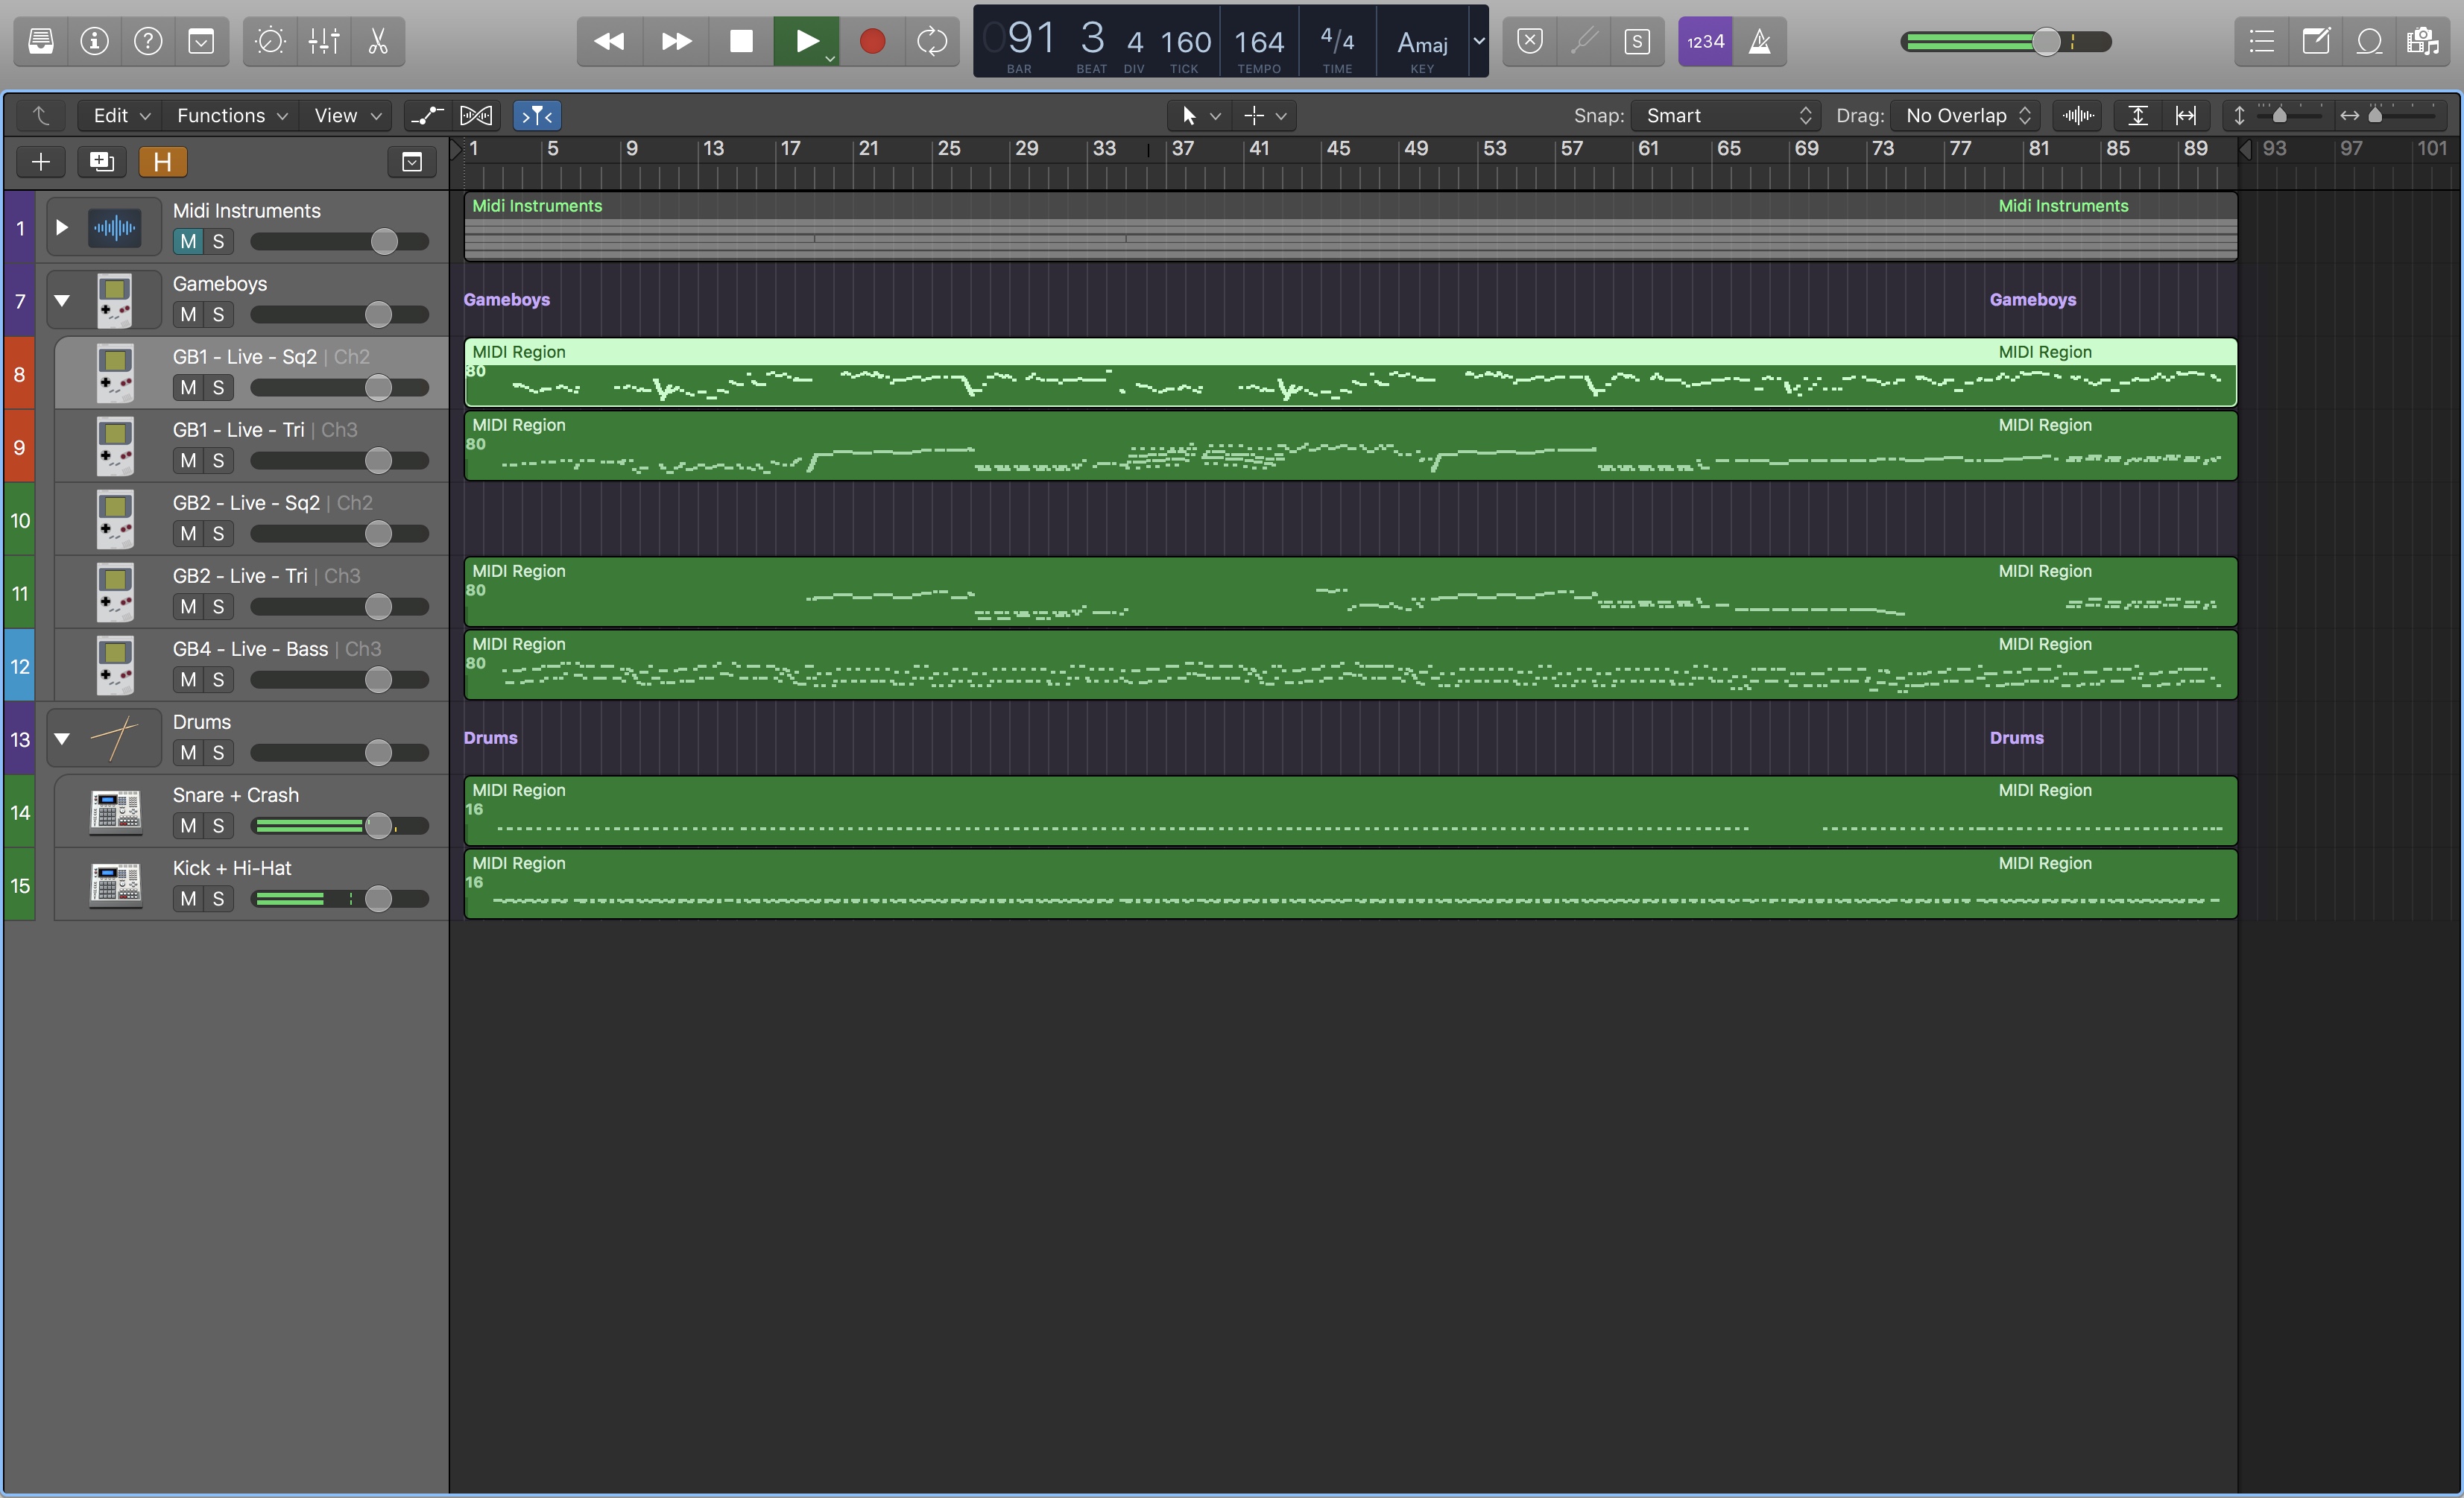 091 3 4 160 164 4/4 Amaj
BAR BEAT DIV TICK TEMPO TIME KEY
S 1234
Edit Functions View Snap: Smart Drag: No Overlap
H
1 5 9 13 17 21 25 29 33 37 41 45 49 53 57 61 65 69 73 77 81 85 89 93 97 101
1 Midi Instruments
M S
Midi Instruments Midi Instruments
7 Gameboys
M S
Gameboys Gameboys
8 GB1 - Live - Sq2 | Ch2
M S
MIDI Region MIDI Region
80
9 GB1 - Live - Tri | Ch3
M S
MIDI Region MIDI Region
80
10 GB2 - Live - Sq2 | Ch2
M S
11 GB2 - Live - Tri | Ch3
M S
MIDI Region MIDI Region
80
12 GB4 - Live - Bass | Ch3
M S
MIDI Region MIDI Region
80
13 Drums
M S
Drums Drums
14 Snare + Crash
M S
MIDI Region MIDI Region
16
15 Kick + Hi-Hat
M S
MIDI Region MIDI Region
16